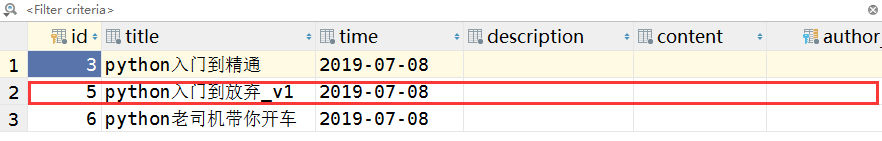 <Filter criteria>
id title time description content author_
1 3 python入门到精通 2019-07-08
2 5 python入门到放弃_v1 2019-07-08
3 6 python老司机带你开车 2019-07-08